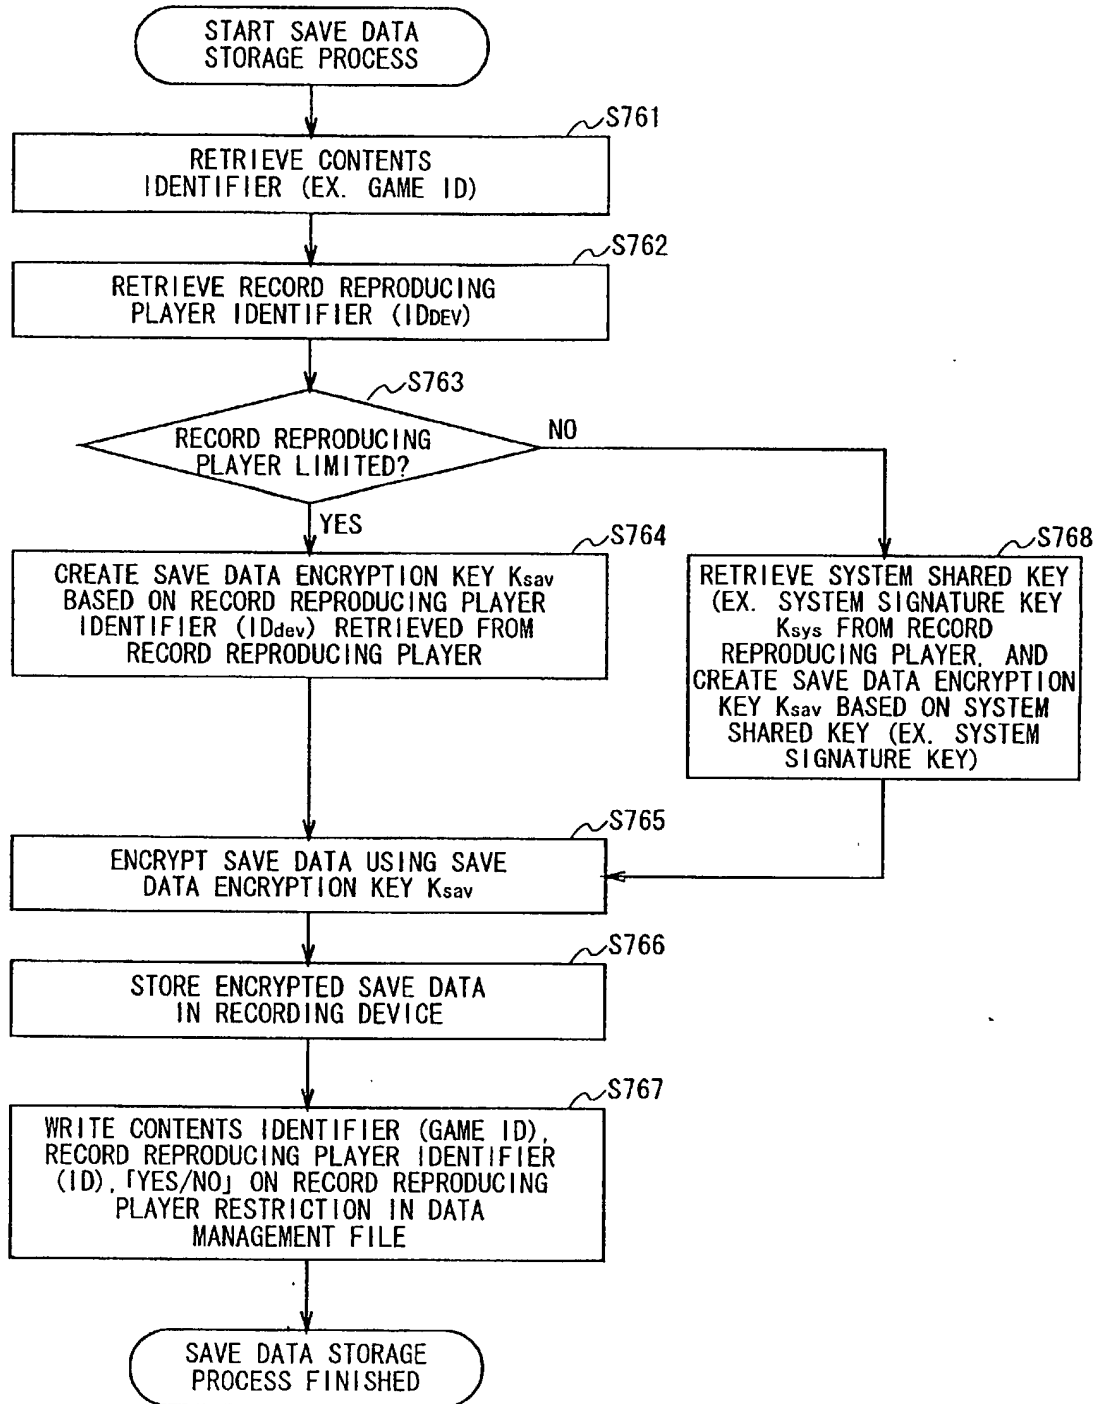 START SAVE DATA
STORAGE PROCESS
S761
RETRIEVE CONTENTS
IDENTIFIER (EX. GAME ID)
S762
RETRIEVE RECORD REPRODUCING
PLAYER IDENTIFIER (IDDEV)
S763
RECORD REPRODUCING
PLAYER LIMITED?
NO
YES
S764
CREATE SAVE DATA ENCRYPTION KEY Ksav
BASED ON RECORD REPRODUCING PLAYER
IDENTIFIER (IDdev) RETRIEVED FROM
RECORD REPRODUCING PLAYER
S768
RETRIEVE SYSTEM SHARED KEY
(EX. SYSTEM SIGNATURE KEY
Ksys FROM RECORD
REPRODUCING PLAYER, AND
CREATE SAVE DATA ENCRYPTION
KEY Ksav BASED ON SYSTEM
SHARED KEY (EX. SYSTEM
SIGNATURE KEY)
S765
ENCRYPT SAVE DATA USING SAVE
DATA ENCRYPTION KEY Ksav
S766
STORE ENCRYPTED SAVE DATA
IN RECORDING DEVICE
S767
WRITE CONTENTS IDENTIFIER (GAME ID),
RECORD REPRODUCING PLAYER IDENTIFIER
(ID),「YES/NO」 ON RECORD REPRODUCING
PLAYER RESTRICTION IN DATA
MANAGEMENT FILE
SAVE DATA STORAGE
PROCESS FINISHED